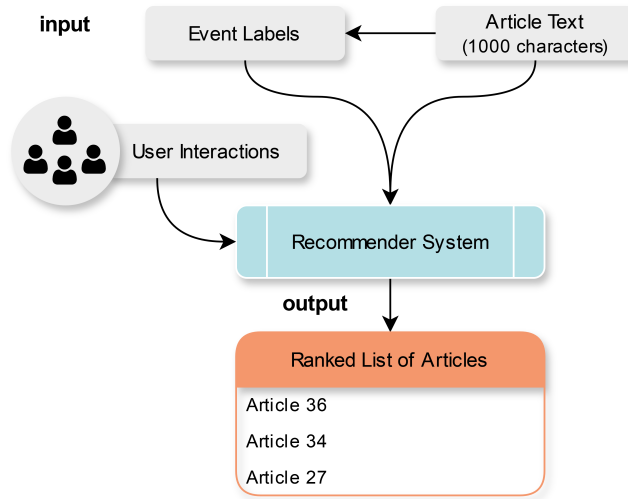 input
Event Labels
Article Text
(1000 characters)
User Interactions
Recommender System
output
Ranked List of Articles
Article 36
Article 34
Article 27